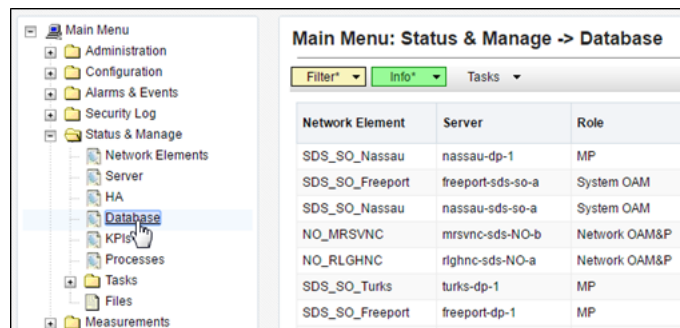 Main Menu
Administration
Configuration
Alarms & Events
Security Log
Status & Manage
Network Elements
Server
HA
Database
KPIs
Processes
Tasks
Files
Measurements
Main Menu: Status & Manage -> Database
Filter* Info* Tasks
Network Element Server Role
SDS_SO_Nassau nassau-dp-1 MP
SDS_SO_Freeport freeport-sds-so-a System OAM
SDS_SO_Nassau nassau-sds-so-a System OAM
NO_MRSVNC mrsvnc-sds-NO-b Network OAM&P
NO_RLGHNC rlghnc-sds-NO-a Network OAM&P
SDS_SO_Turks turks-dp-1 MP
SDS_SO_Freeport freeport-dp-1 MP